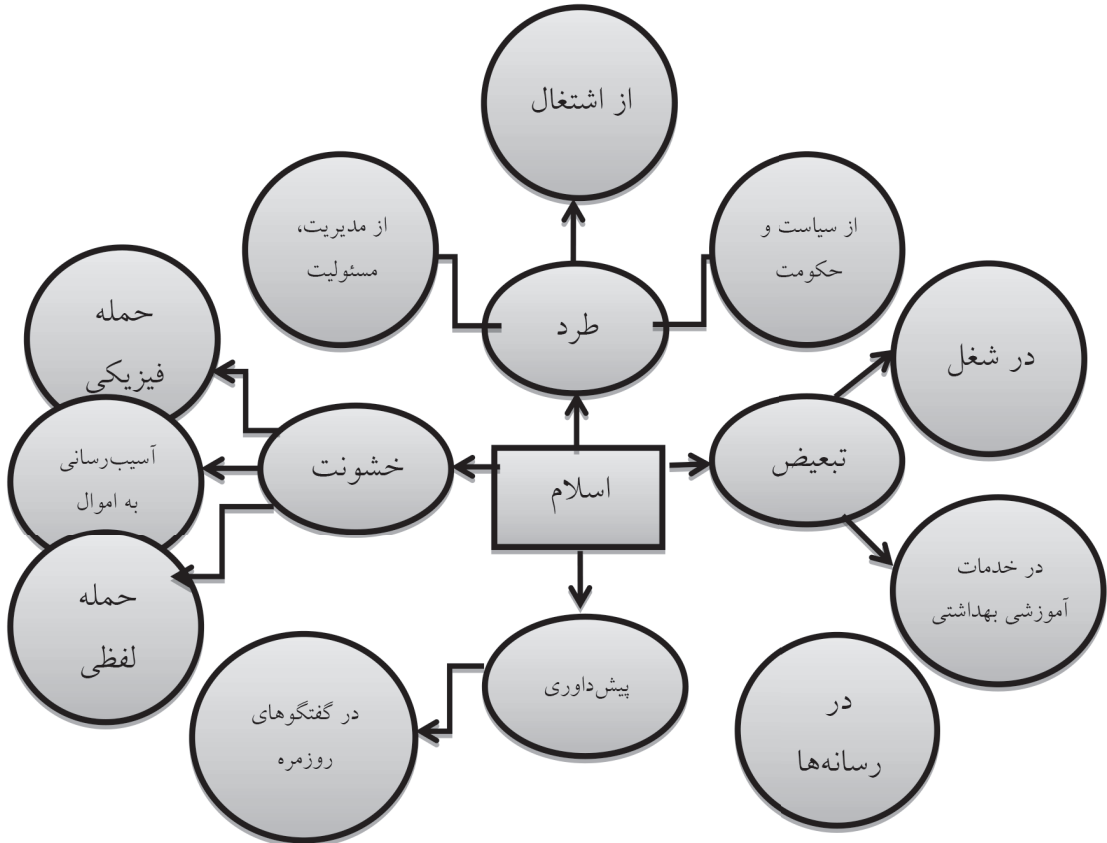 از اشتغال
از سیاست و
حکومت
از مدیریت،
مسئولیت
طرد
در شغل
تبعیض
در خدمات
آموزشی بهداشتی
اسلام
خشونت
حمله
فیزیکی
آسیب‌رسانی
به اموال
حمله
لفظی
پیش‌داوری
در
رسانه‌ها
در گفتگوهای
روزمره